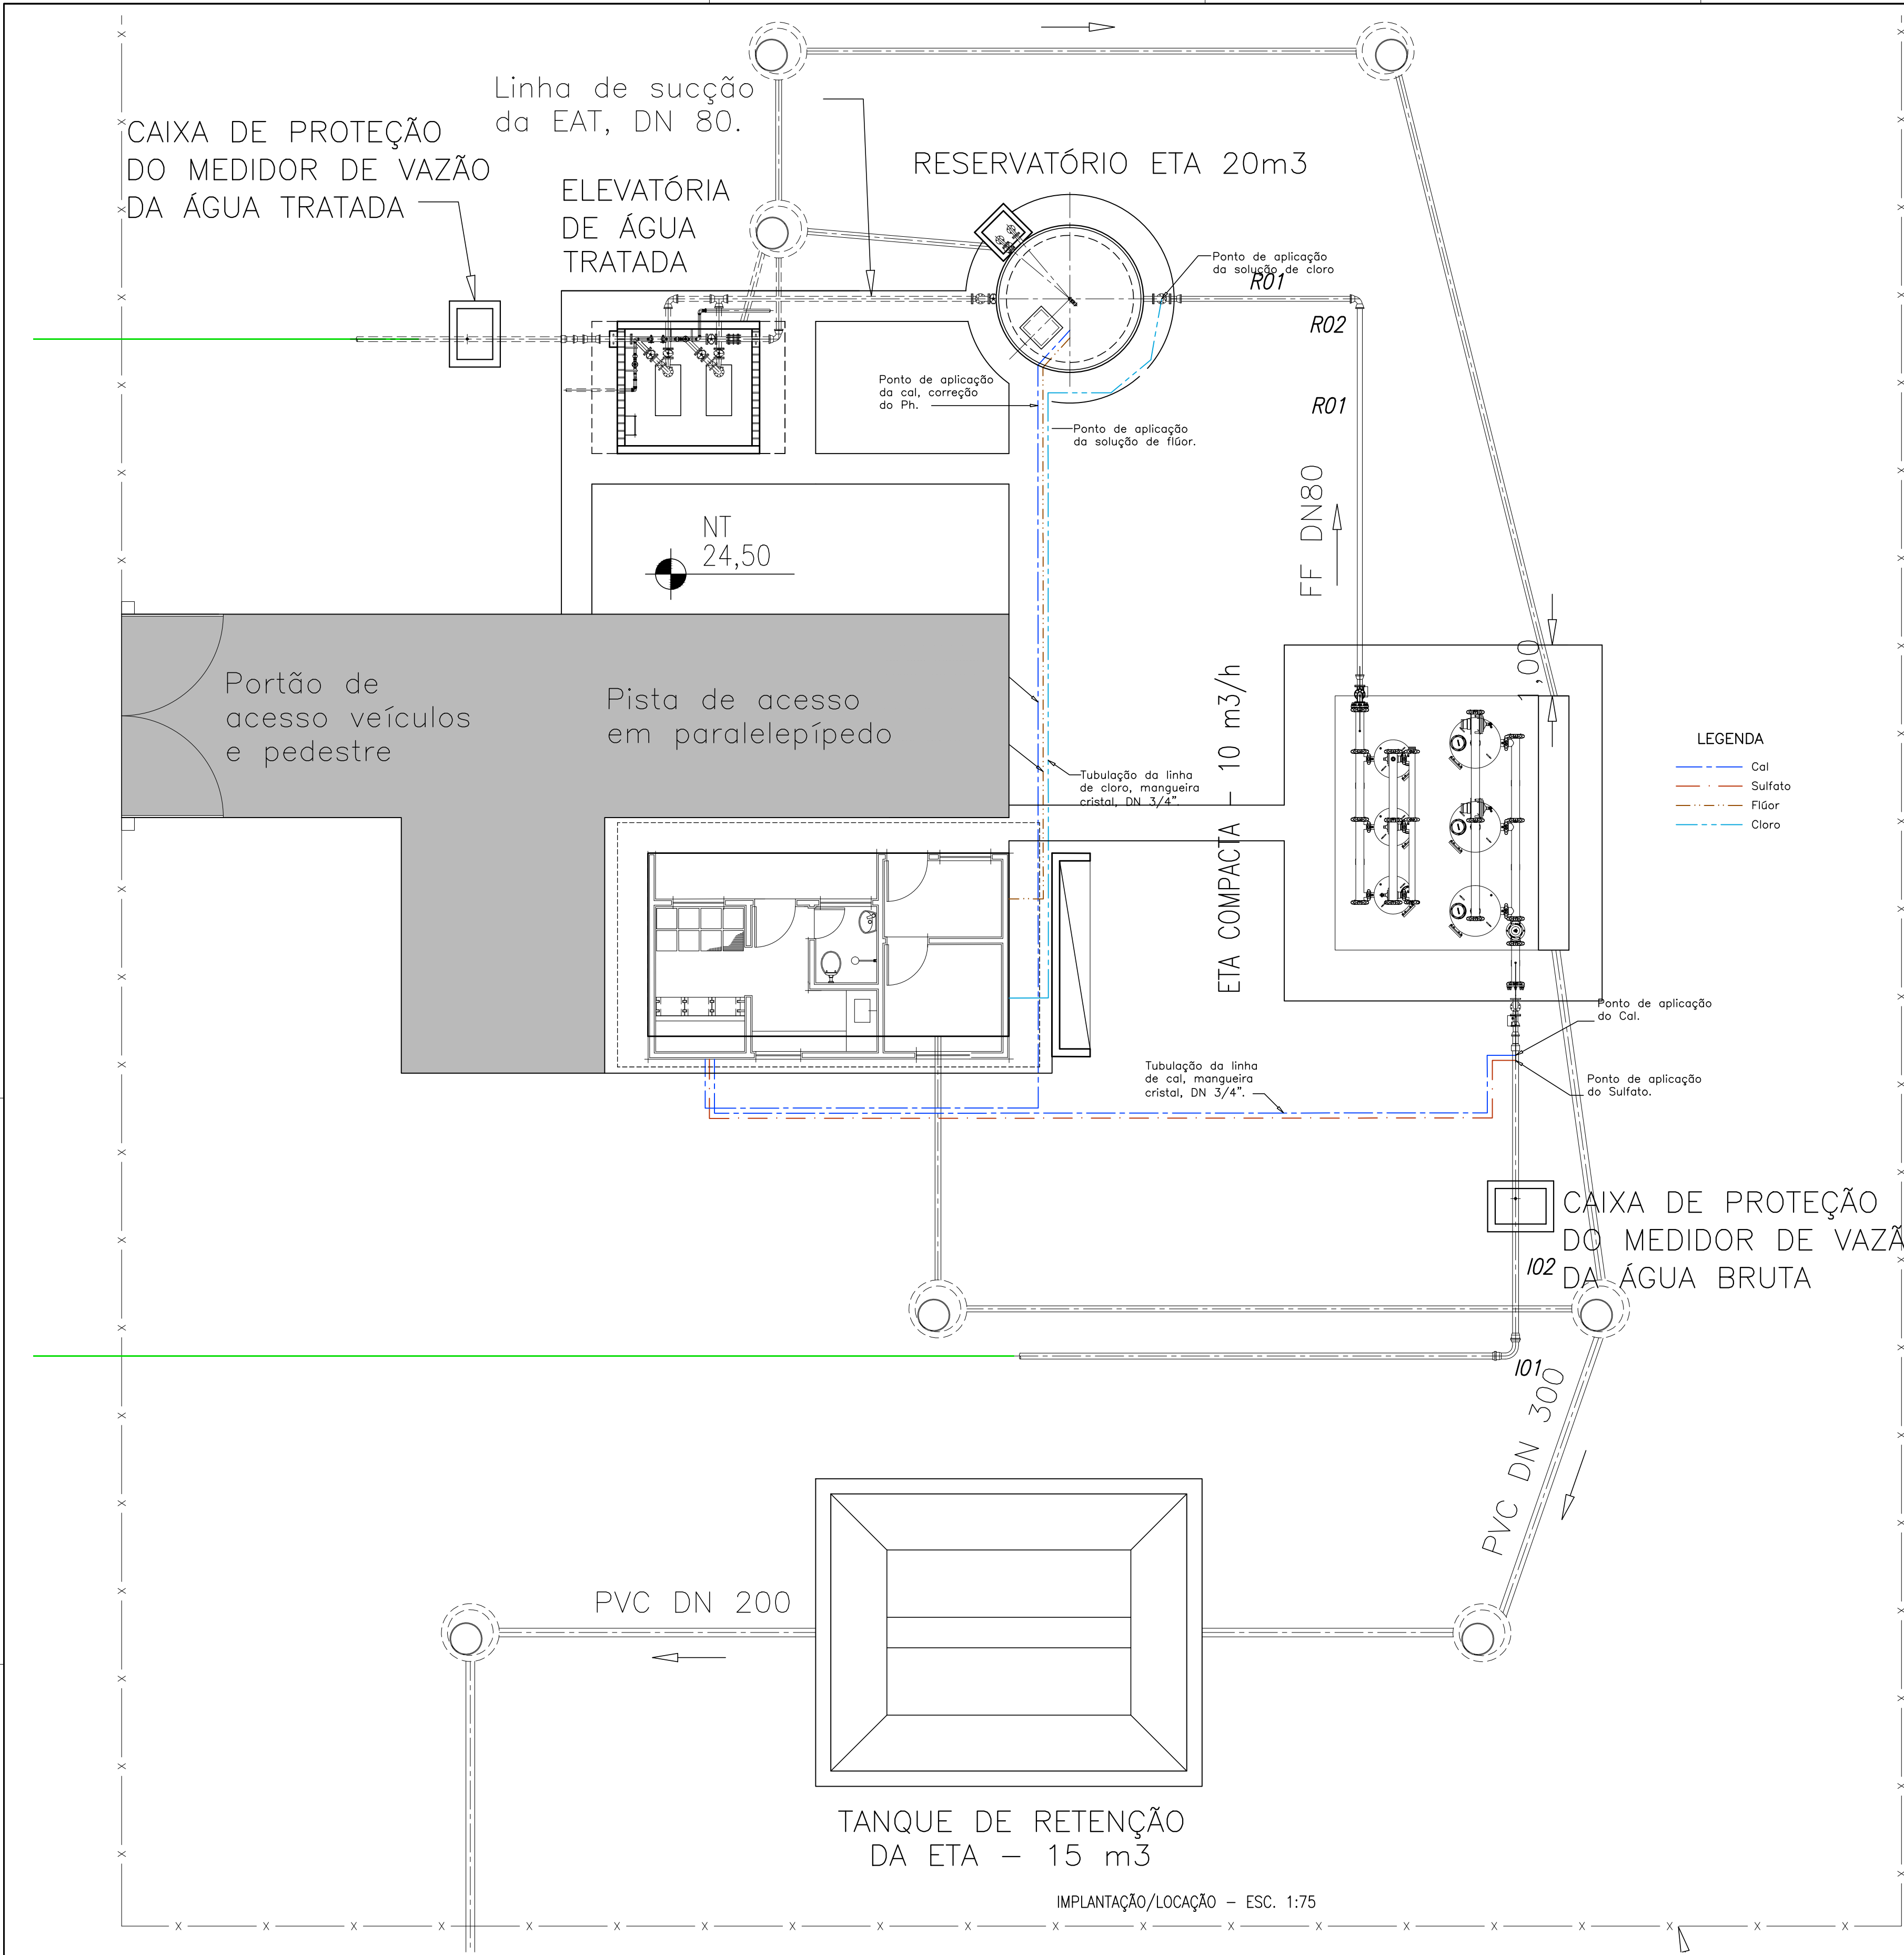 Linha de sucção
da EAT, DN 80.
CAIXA DE PROTEÇÃO
DO MEDIDOR DE VAZÃO
DA ÁGUA TRATADA
RESERVATÓRIO ETA 20m3
ELEVATÓRIA
DE ÁGUA
TRATADA
Ponto de aplicação
da solução de cloro
R01
R02
Ponto de aplicação
da cal, correção
do Ph.
R01
Ponto de aplicação
da solução de flúor.
FF DN80
NT
24,50
1,00
Portão de
acesso veículos
e pedestre
Pista de acesso
em paralelepípedo
ETA COMPACTA – 10 m3/h
Tubulação da linha
de cloro, mangueira
cristal, DN 3/4".
LEGENDA
Cal
Sulfato
Flúor
Cloro
Ponto de aplicação
do Cal.
Tubulação da linha
de cal, mangueira
cristal, DN 3/4".
Ponto de aplicação
do Sulfato.
CAIXA DE PROTEÇÃO
DO MEDIDOR DE VAZÃ
DA ÁGUA BRUTA
I02
I01
PVC DN 300
PVC DN 200
TANQUE DE RETENÇÃO
DA ETA – 15 m3
IMPLANTAÇÃO/LOCAÇÃO – ESC. 1:75